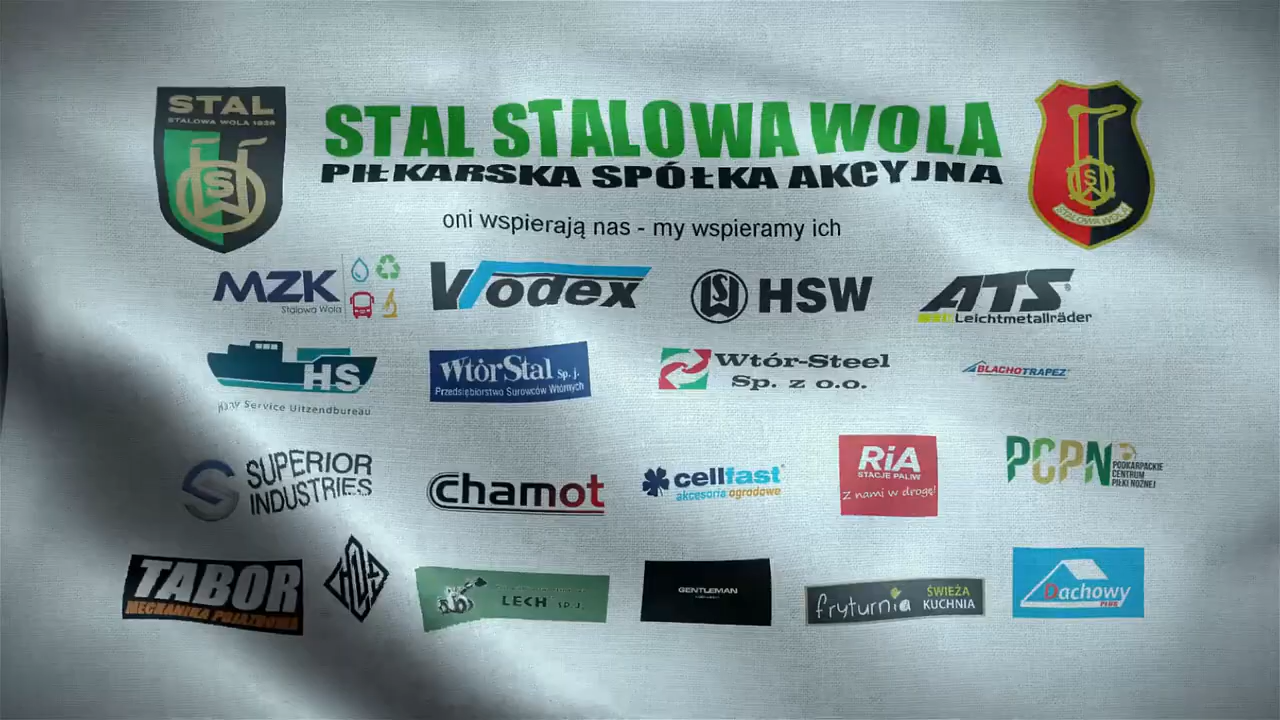 STAL
STALOWA WOLA 1938
STAL STALOWA WOLA
PIŁKARSKA SPÓŁKA AKCYJNA
oni wspierają nas - my wspieramy ich
STALOWA WOLA
MZK
Stalowa Wola
Wodex
HSW
ATS
Leichtmetallräder
HS
Service Uitzendbureau
WtórStal Sp. j.
Przedsiębiorstwo Surowców Wtórnych
Wtór-Steel
Sp. z o.o.
BLACHOTRAPEZ
SUPERIOR
INDUSTRIES
Chamot
cellfast
akcesoria ogrodowe
RiA
STACJE PALIW
Z nami w drogę!
PCPN
PODKARPACKIE
CENTRUM
PIŁKI NOŻNEJ
TABOR
MECHANIKA POJAZDOWA
LECH sp.j.
GENTLEMAN
fryturnia
ŚWIEŻA
KUCHNIA
Dachowy
PLUS